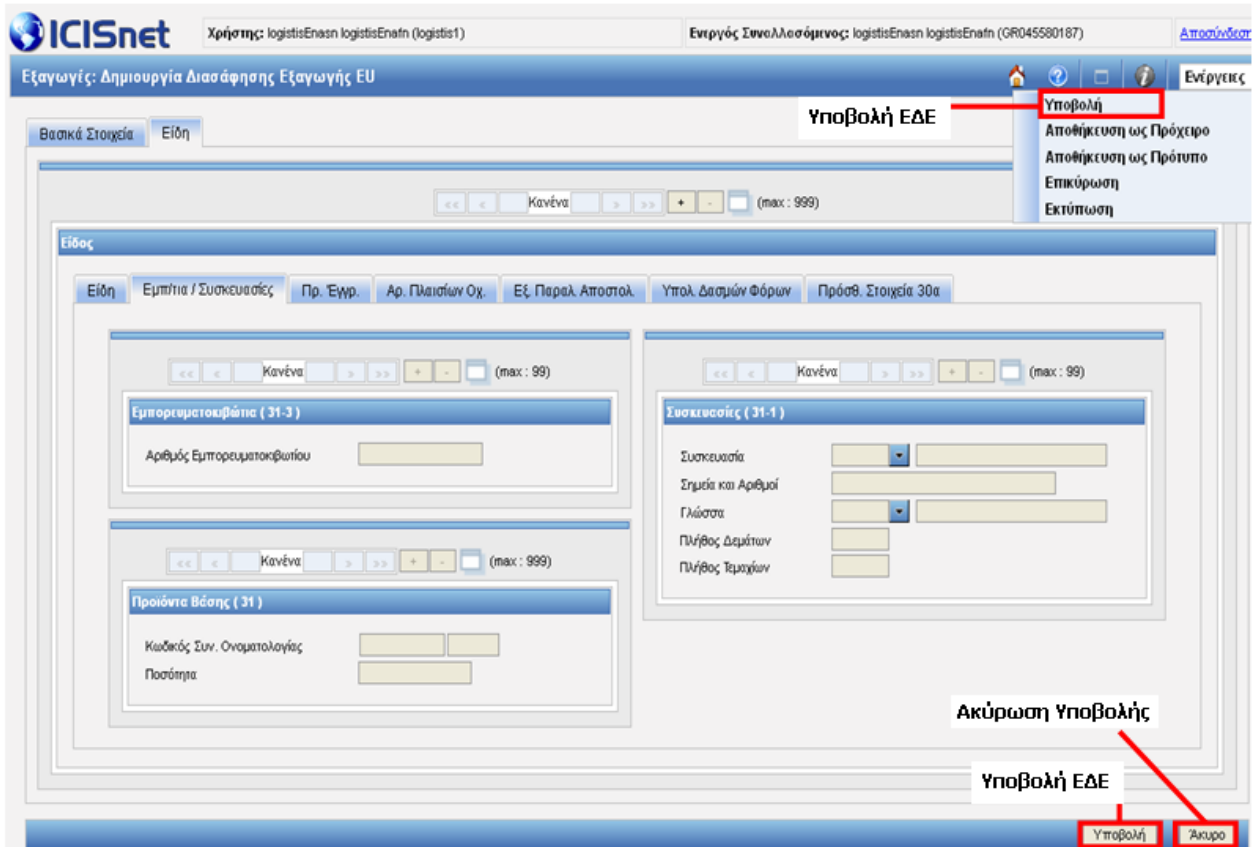 ICISnet
Χρήστης: logistisEnasn logistisEnafn (logistis1)
Ενεργός Συναλλασόμενος: logistisEnasn logistisEnafn (GR045580187)
Αποσύνδεση
Εξαγωγές: Δημιουργία Διασάφησης Εξαγωγής EU
Ενέργειες
Υποβολή ΕΔΕ
Υποβολή
Αποθήκευση ως Πρόχειρο
Αποθήκευση ως Πρότυπο
Επικύρωση
Εκτύπωση
Βασικά Στοιχεία Είδη
<< < Κανένα > >> + - (max : 999)
Είδος
Είδη Εμπ/τια / Συσκευασίες Πρ. Έγγρ. Αρ. Πλαισίων Οχ. Εξ. Παραλ. Αποστολ. Υπολ. Δασμών Φόρων Πρόσθ. Στοιχεία 30α
<< < Κανένα > >> + - (max : 99)
Εμπορευματοκιβώτια ( 31-3 )
Αριθμός Εμπορευματοκιβωτίου
<< < Κανένα > >> + - (max : 99)
Συσκευασίες ( 31-1 )
Συσκευασία
Σημεία και Αριθμοί
Γλώσσα
Πλήθος Δεμάτων
Πλήθος Τεμαχίων
<< < Κανένα > >> + - (max : 999)
Προϊόντα Βάσης ( 31 )
Κωδικός Συν. Ονοματολογίας
Ποσότητα
Ακύρωση Υποβολής
Υποβολή ΕΔΕ
Υποβολή Άκυρο